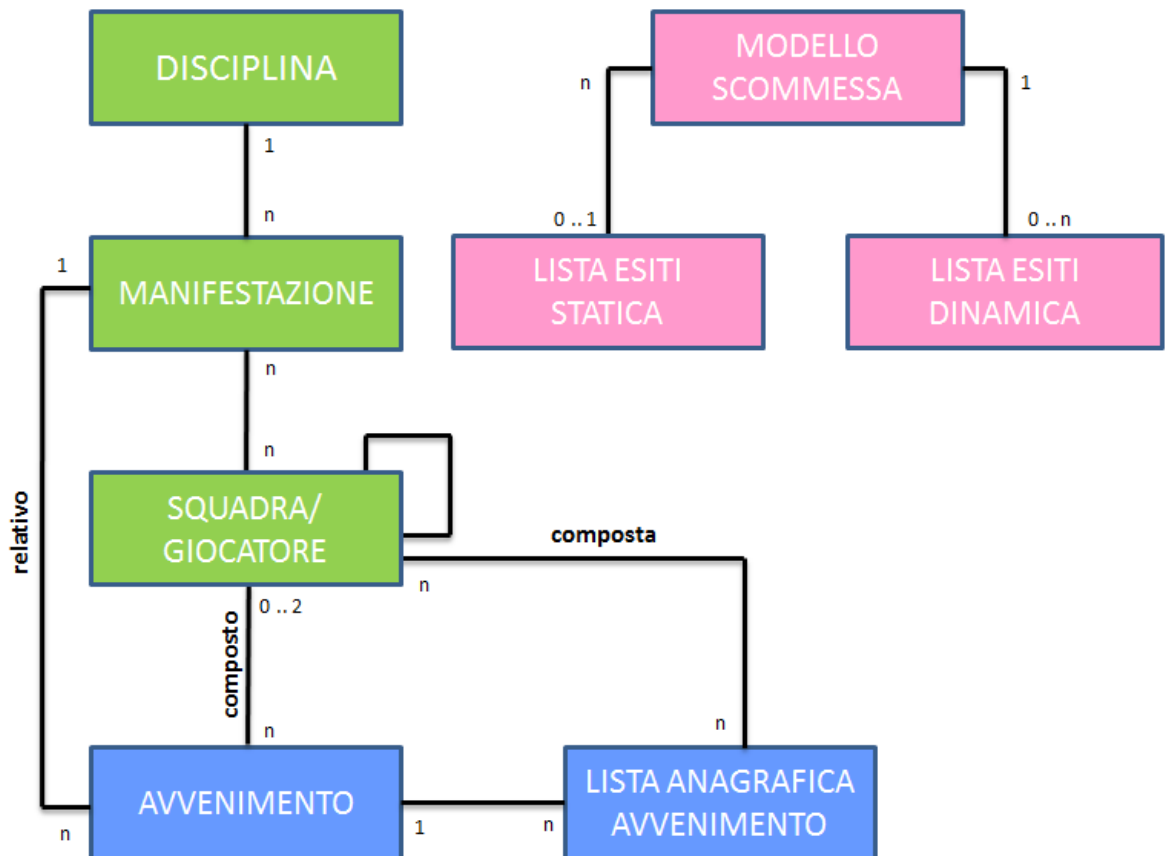 DISCIPLINA
MODELLO
SCOMMESSA
n
1
1
n
0 .. 1
0 .. n
1
MANIFESTAZIONE
LISTA ESITI
STATICA
LISTA ESITI
DINAMICA
n
n
relativo
SQUADRA/
GIOCATORE
composta
n
0 .. 2
composto
n
n
AVVENIMENTO
LISTA ANAGRAFICA
AVVENIMENTO
n
1
n